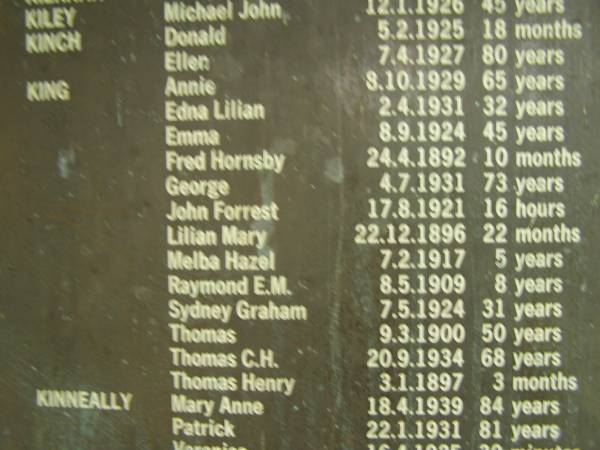 KILEY Michael John 12.1.1926 45 years
KINCH Donald 5.2.1925 18 months
Ellen 7.4.1927 80 years
KING Annie 8.10.1929 65 years
Edna Lilian 2.4.1931 32 years
Emma 8.9.1924 45 years
Fred Hornsby 24.4.1892 10 months
George 4.7.1931 73 years
John Forrest 17.8.1921 16 hours
Lilian Mary 22.12.1896 22 months
Melba Hazel 7.2.1917 5 years
Raymond E.M. 8.5.1909 8 years
Sydney Graham 7.5.1924 31 years
Thomas 9.3.1900 50 years
Thomas C.H. 20.9.1934 68 years
Thomas Henry 3.1.1897 3 months
KINNEALLY Mary Anne 18.4.1939 84 years
Patrick 22.1.1931 81 years
minutes